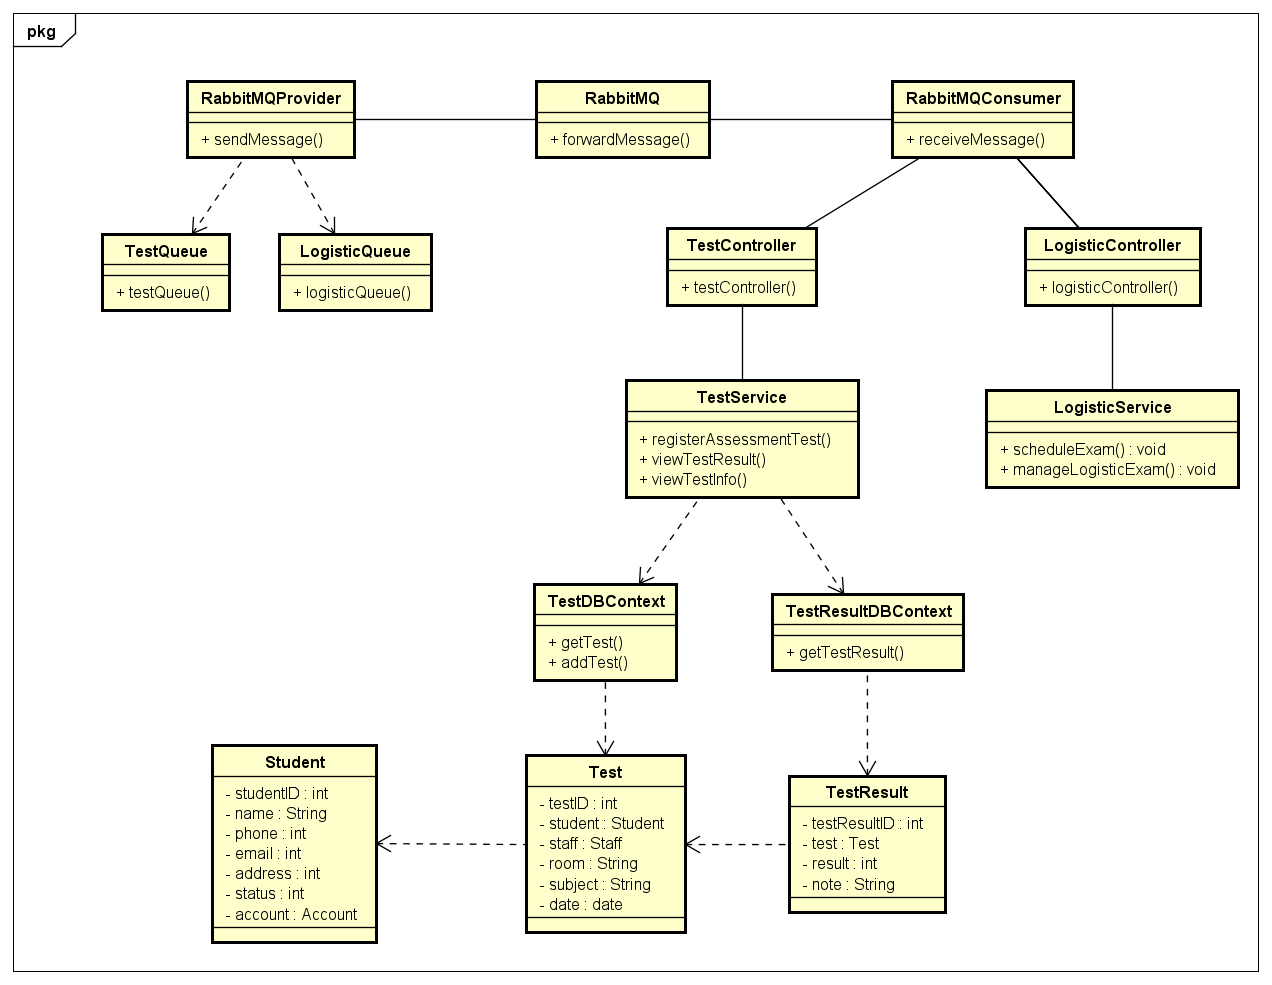 pkg
RabbitMQProvider
+ sendMessage()
RabbitMQ
+ forwardMessage()
RabbitMQConsumer
+ receiveMessage()
TestQueue
+ testQueue()
LogisticQueue
+ logisticQueue()
TestController
+ testController()
LogisticController
+ logisticController()
TestService
+ registerAssessmentTest()
+ viewTestResult()
+ viewTestInfo()
LogisticService
+ scheduleExam() : void
+ manageLogisticExam() : void
TestDBContext
+ getTest()
+ addTest()
TestResultDBContext
+ getTestResult()
Student
- studentID : int
- name : String
- phone : int
- email : int
- address : int
- status : int
- account : Account
Test
- testID : int
- student : Student
- staff : Staff
- room : String
- subject : String
- date : date
TestResult
- testResultID : int
- test : Test
- result : int
- note : String